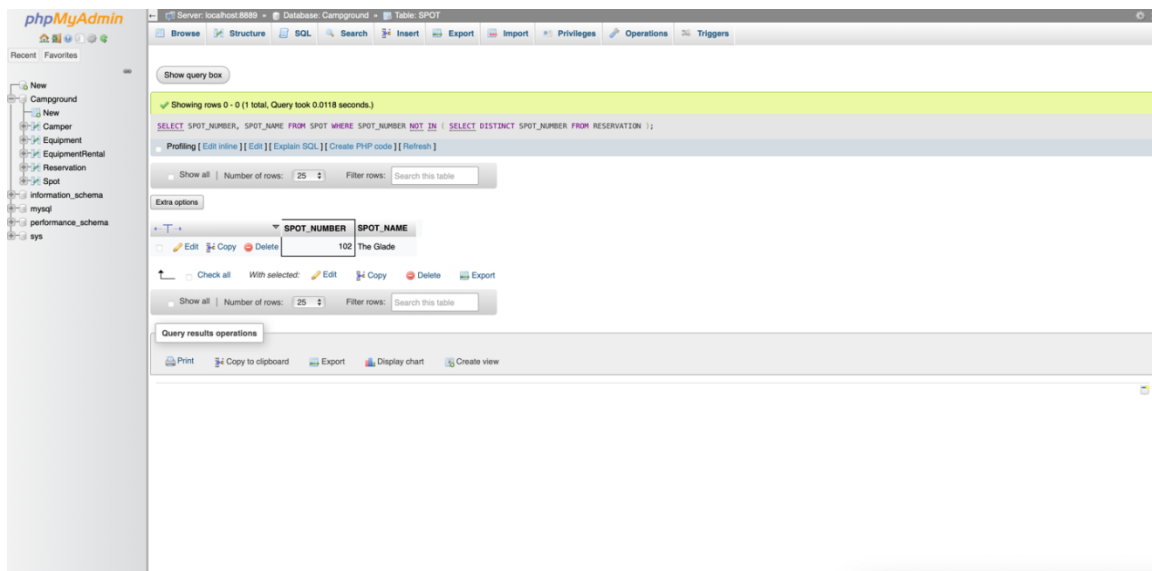 phpMyAdmin
Recent Favorites
New
Campground
New
Camper
Equipment
EquipmentRental
Reservation
Spot
information_schema
mysql
performance_schema
sys
Server: localhost:8889 » Database: Campground » Table: SPOT
Browse Structure SQL Search Insert Export Import Privileges Operations Triggers
Show query box
Showing rows 0 - 0 (1 total, Query took 0.0118 seconds.)
SELECT SPOT_NUMBER, SPOT_NAME FROM SPOT WHERE SPOT_NUMBER NOT IN ( SELECT DISTINCT SPOT_NUMBER FROM RESERVATION );
Profiling [ Edit inline ] [ Edit ] [ Explain SQL ] [ Create PHP code ] [ Refresh ]
Show all | Number of rows: 25 Filter rows: Search this table
Extra options
←T→ ▼ SPOT_NUMBER SPOT_NAME
Edit Copy Delete 102 The Glade
Check all With selected: Edit Copy Delete Export
Show all | Number of rows: 25 Filter rows: Search this table
Query results operations
Print Copy to clipboard Export Display chart Create view